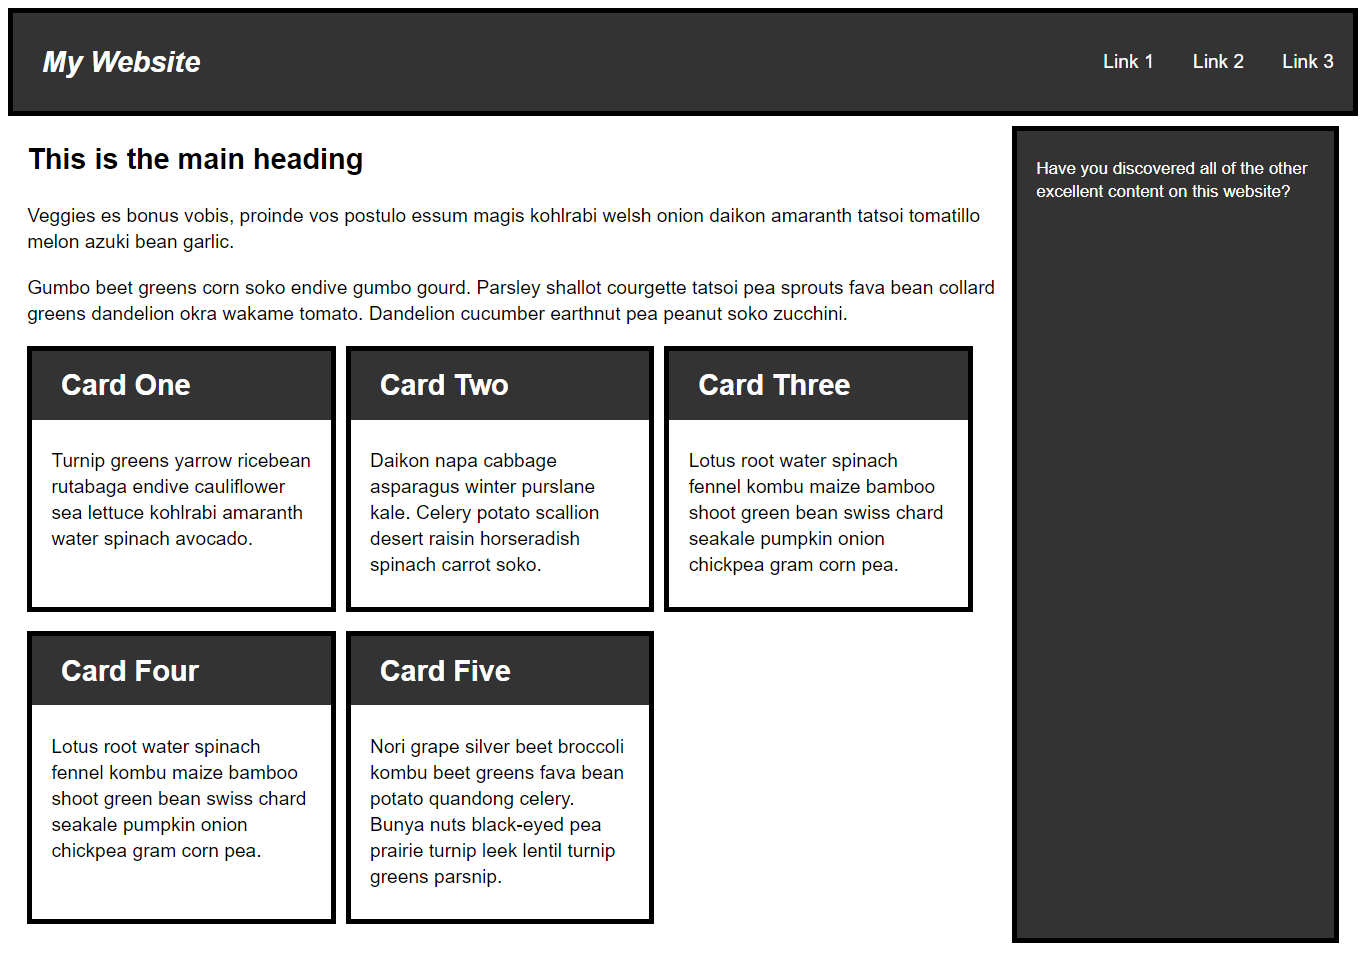 My Website
Link 1 Link 2 Link 3
This is the main heading
Veggies es bonus vobis, proinde vos postulo essum magis kohlrabi welsh onion daikon amaranth tatsoi tomatillo
melon azuki bean garlic.
Gumbo beet greens corn soko endive gumbo gourd. Parsley shallot courgette tatsoi pea sprouts fava bean collard
greens dandelion okra wakame tomato. Dandelion cucumber earthnut pea peanut soko zucchini.
Card One
Turnip greens yarrow ricebean
rutabaga endive cauliflower
sea lettuce kohlrabi amaranth
water spinach avocado.
Card Two
Daikon napa cabbage
asparagus winter purslane
kale. Celery potato scallion
desert raisin horseradish
spinach carrot soko.
Card Three
Lotus root water spinach
fennel kombu maize bamboo
shoot green bean swiss chard
seakale pumpkin onion
chickpea gram corn pea.
Card Four
Lotus root water spinach
fennel kombu maize bamboo
shoot green bean swiss chard
seakale pumpkin onion
chickpea gram corn pea.
Card Five
Nori grape silver beet broccoli
kombu beet greens fava bean
potato quandong celery.
Bunya nuts black-eyed pea
prairie turnip leek lentil turnip
greens parsnip.
Have you discovered all of the other
excellent content on this website?